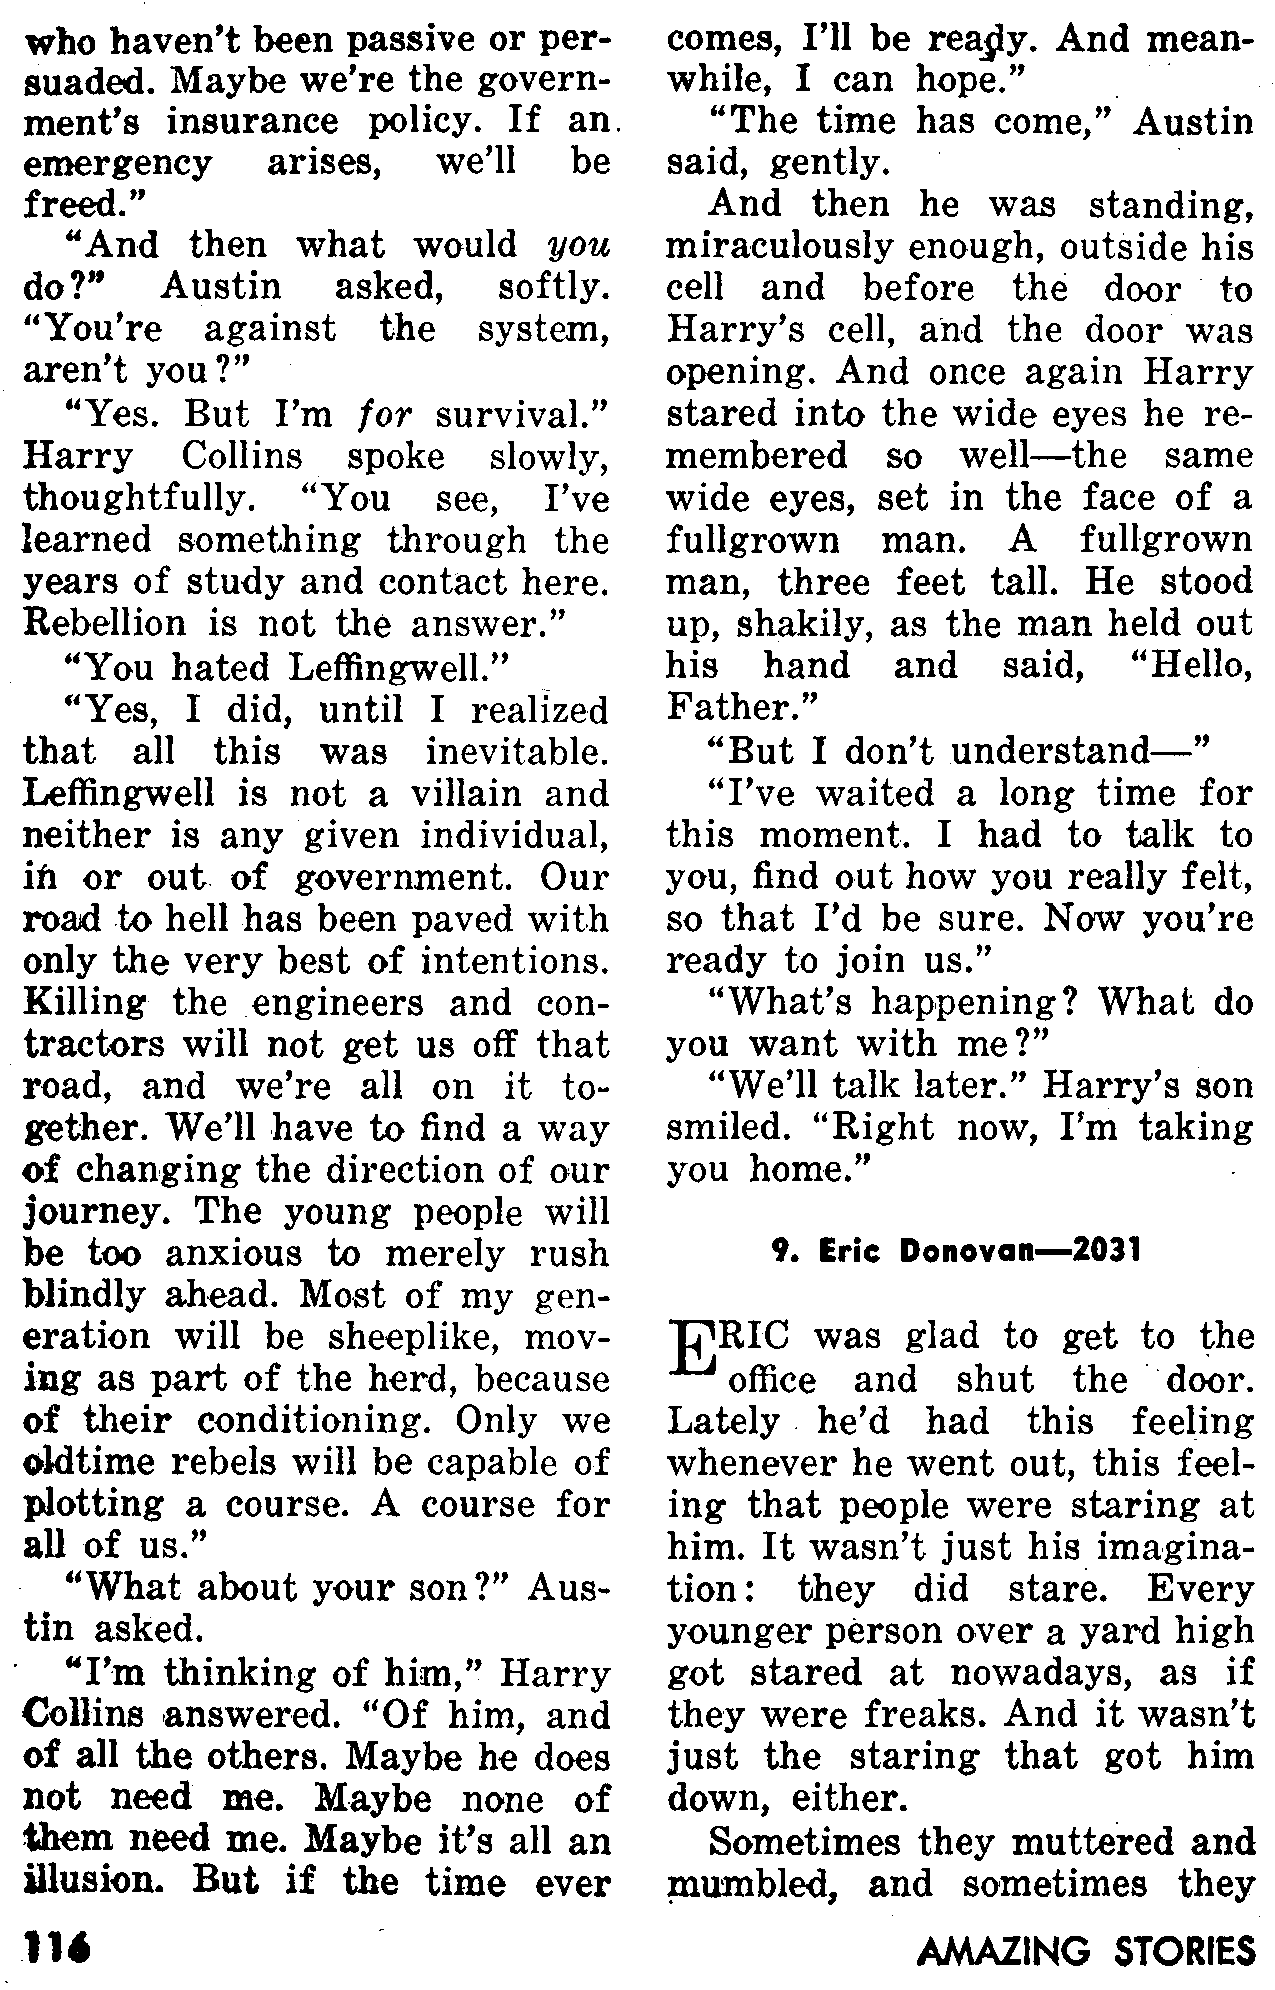 who haven't been passive or per-
suaded. Maybe we're the govern-
ment's insurance policy. If an
emergency arises, we'll be
freed."
"And then what would you
do?" Austin asked, softly.
"You're against the system,
aren't you?"
"Yes. But I'm for survival."
Harry Collins spoke slowly,
thoughtfully. "You see, I've
learned something through the
years of study and contact here.
Rebellion is not the answer."
"You hated Leffingwell."
"Yes, I did, until I realized
that all this was inevitable.
Leffingwell is not a villain and
neither is any given individual,
in or out of government. Our
road to hell has been paved with
only the very best of intentions.
Killing the engineers and con-
tractors will not get us off that
road, and we're all on it to-
gether. We'll have to find a way
of changing the direction of our
journey. The young people will
be too anxious to merely rush
blindly ahead. Most of my gen-
eration will be sheeplike, mov-
ing as part of the herd, because
of their conditioning. Only we
oldtime rebels will be capable of
plotting a course. A course for
all of us."
"What about your son?" Aus-
tin asked.
"I'm thinking of him," Harry
Collins answered. "Of him, and
of all the others. Maybe he does
not need me. Maybe none of
them need me. Maybe it's all an
illusion. But if the time ever
comes, I'll be ready. And mean-
while, I can hope."
"The time has come," Austin
said, gently.
And then he was standing,
miraculously enough, outside his
cell and before the door to
Harry's cell, and the door was
opening. And once again Harry
stared into the wide eyes he re-
membered so well—the same
wide eyes, set in the face of a
fullgrown man. A fullgrown
man, three feet tall. He stood
up, shakily, as the man held out
his hand and said, "Hello,
Father."
"But I don't understand—"
"I've waited a long time for
this moment. I had to talk to
you, find out how you really felt,
so that I'd be sure. Now you're
ready to join us."
"What's happening? What do
you want with me?"
"We'll talk later." Harry's son
smiled. "Right now, I'm taking
you home."
9. Eric Donovan—2031
ERIC was glad to get to the
office and shut the door.
Lately he'd had this feeling
whenever he went out, this feel-
ing that people were staring at
him. It wasn't just his imagina-
tion: they did stare. Every
younger person over a yard high
got stared at nowadays, as if
they were freaks. And it wasn't
just the staring that got him
down, either.
Sometimes they muttered and
mumbled, and sometimes they
116
AMAZING STORIES